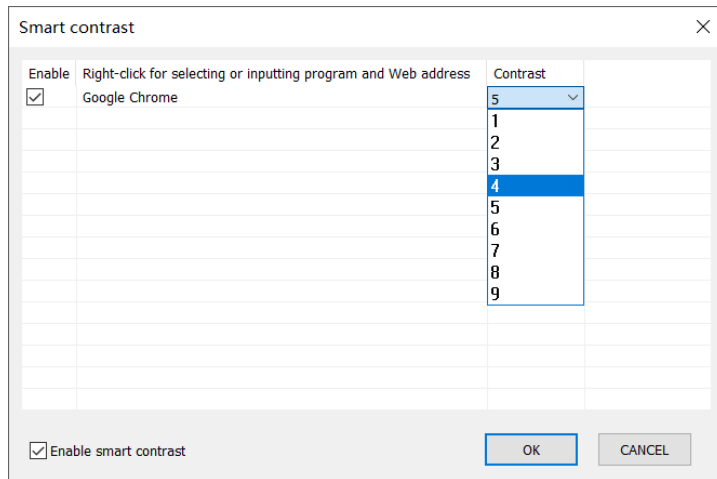 Smart contrast
Enable Right-click for selecting or inputting program and Web address Contrast
Google Chrome 5
1
2
3
4
5
6
7
8
9
Enable smart contrast OK CANCEL